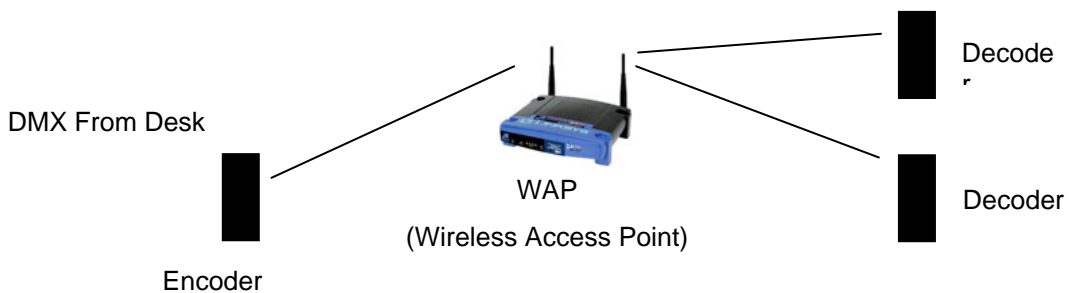 Decode
r
DMX From Desk
WAP
Decoder
(Wireless Access Point)
Encoder